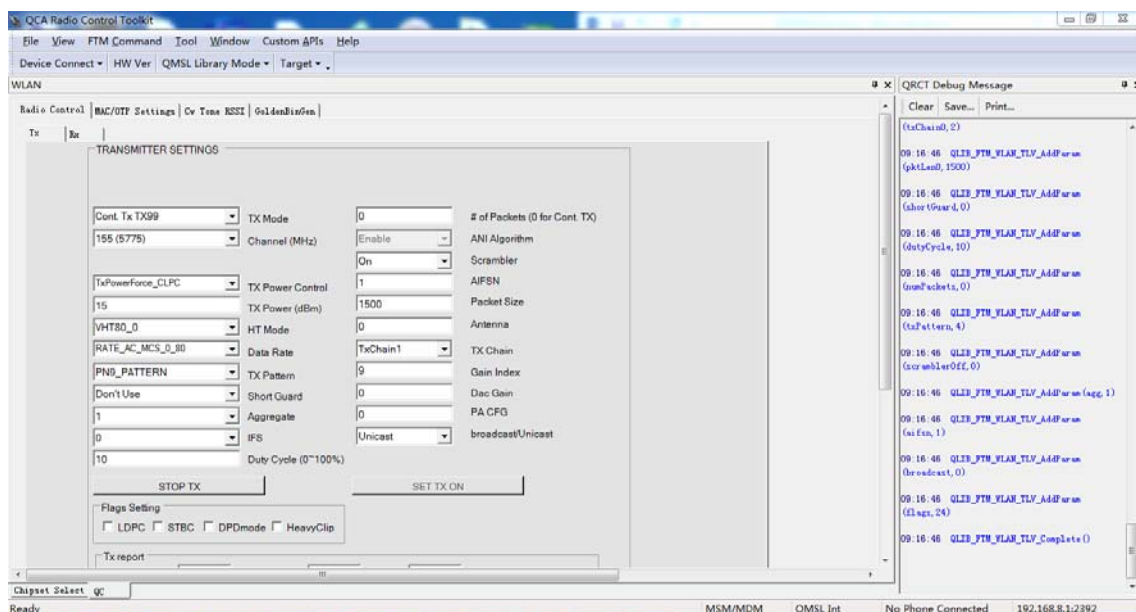 QCA Radio Control Toolkit
File View FTM Command Tool Window Custom APIs Help
Device Connect HW Ver QMSL Library Mode Target
WLAN
Radio Control MAC/OTP Settings Cw Tone RSSI GoldenBinGen
Tx Rx
TRANSMITTER SETTINGS
Cont. Tx TX99 TX Mode 0 # of Packets (0 for Cont. TX)
155 (5775) Channel (MHz) Enable ANI Algorithm
On Scrambler
TxPowerForce_CLPC TX Power Control 1 AIFSN
15 TX Power (dBm) 1500 Packet Size
VHT80_0 HT Mode 0 Antenna
RATE_AC_MCS_0_80 Data Rate TxChain1 TX Chain
PN9_PATTERN TX Pattern 9 Gain Index
Don't Use Short Guard 0 Dac Gain
1 Aggregate 0 PA CFG
0 IFS Unicast broadcast/Unicast
10 Duty Cycle (0~100%)
STOP TX SET TX ON
Flags Setting
LDPC STBC DPDmode HeavyClip
Tx report
Chipset Select QC
QRCT Debug Message
Clear Save... Print...
(txChain0, 2)
09:16:46 QLIB_FTM_WLAN_TLV_AddParam
(pktLen0, 1500)
09:16:46 QLIB_FTM_WLAN_TLV_AddParam
(shortGuard, 0)
09:16:46 QLIB_FTM_WLAN_TLV_AddParam
(dutyCycle, 10)
09:16:46 QLIB_FTM_WLAN_TLV_AddParam
(numPackets, 0)
09:16:46 QLIB_FTM_WLAN_TLV_AddParam
(txPattern, 4)
09:16:46 QLIB_FTM_WLAN_TLV_AddParam
(scramblerOff, 0)
09:16:46 QLIB_FTM_WLAN_TLV_AddParam (agg, 1)
09:16:46 QLIB_FTM_WLAN_TLV_AddParam
(aifsn, 1)
09:16:46 QLIB_FTM_WLAN_TLV_AddParam
(broadcast, 0)
09:16:46 QLIB_FTM_WLAN_TLV_AddParam
(flags, 24)
09:16:46 QLIB_FTM_WLAN_TLV_Complete()
Ready MSM/MDM QMSL Int No Phone Connected 192.168.8.1:2392